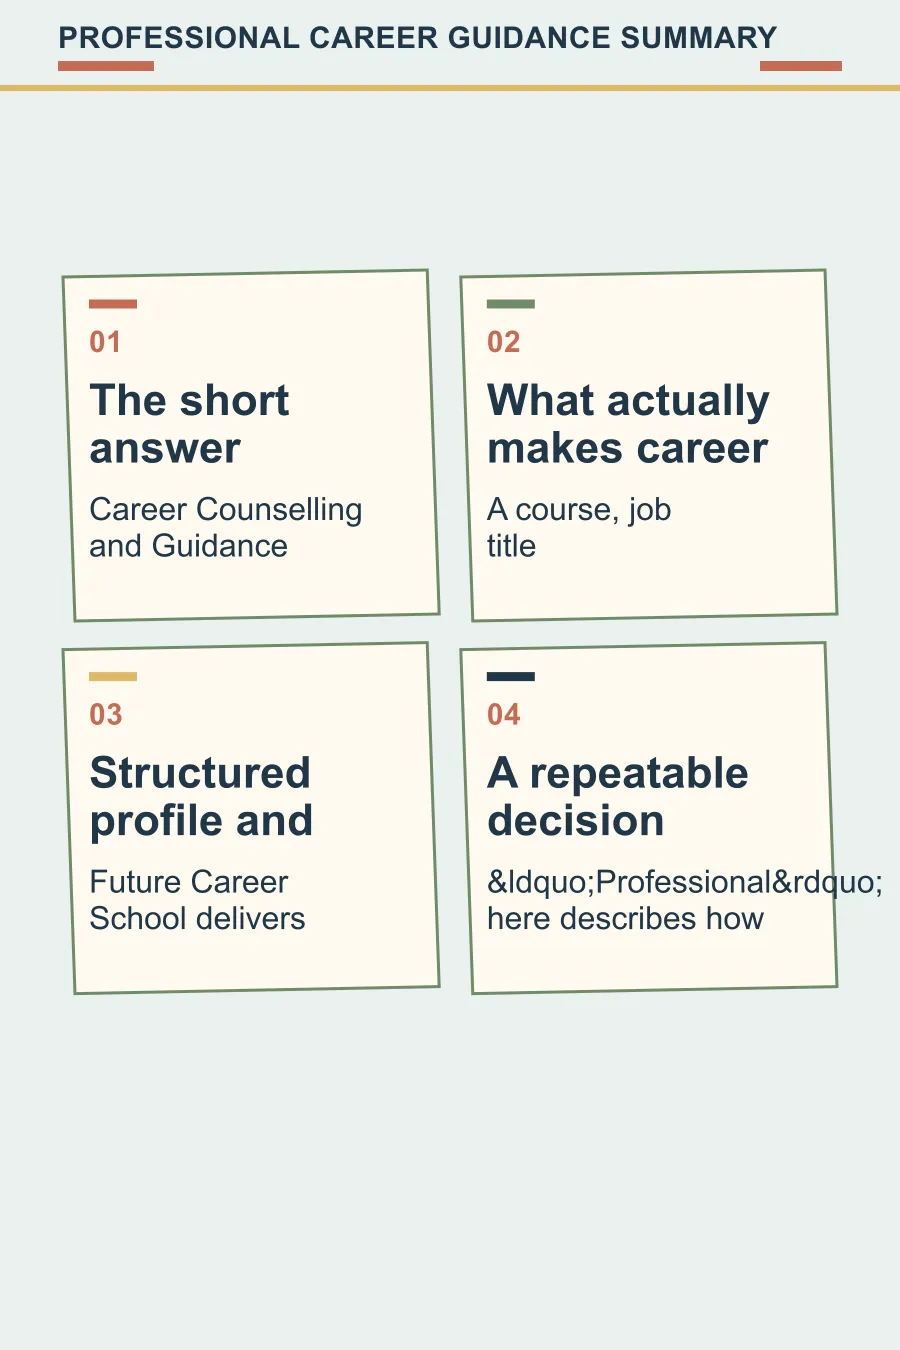 PROFESSIONAL CAREER GUIDANCE SUMMARY
01
The short
answer
Career Counselling
and Guidance
02
What actually
makes career
A course, job
title
03
Structured
profile and
Future Career
School delivers
04
A repeatable
decision
&ldquo;Professional&rdquo;
here describes how